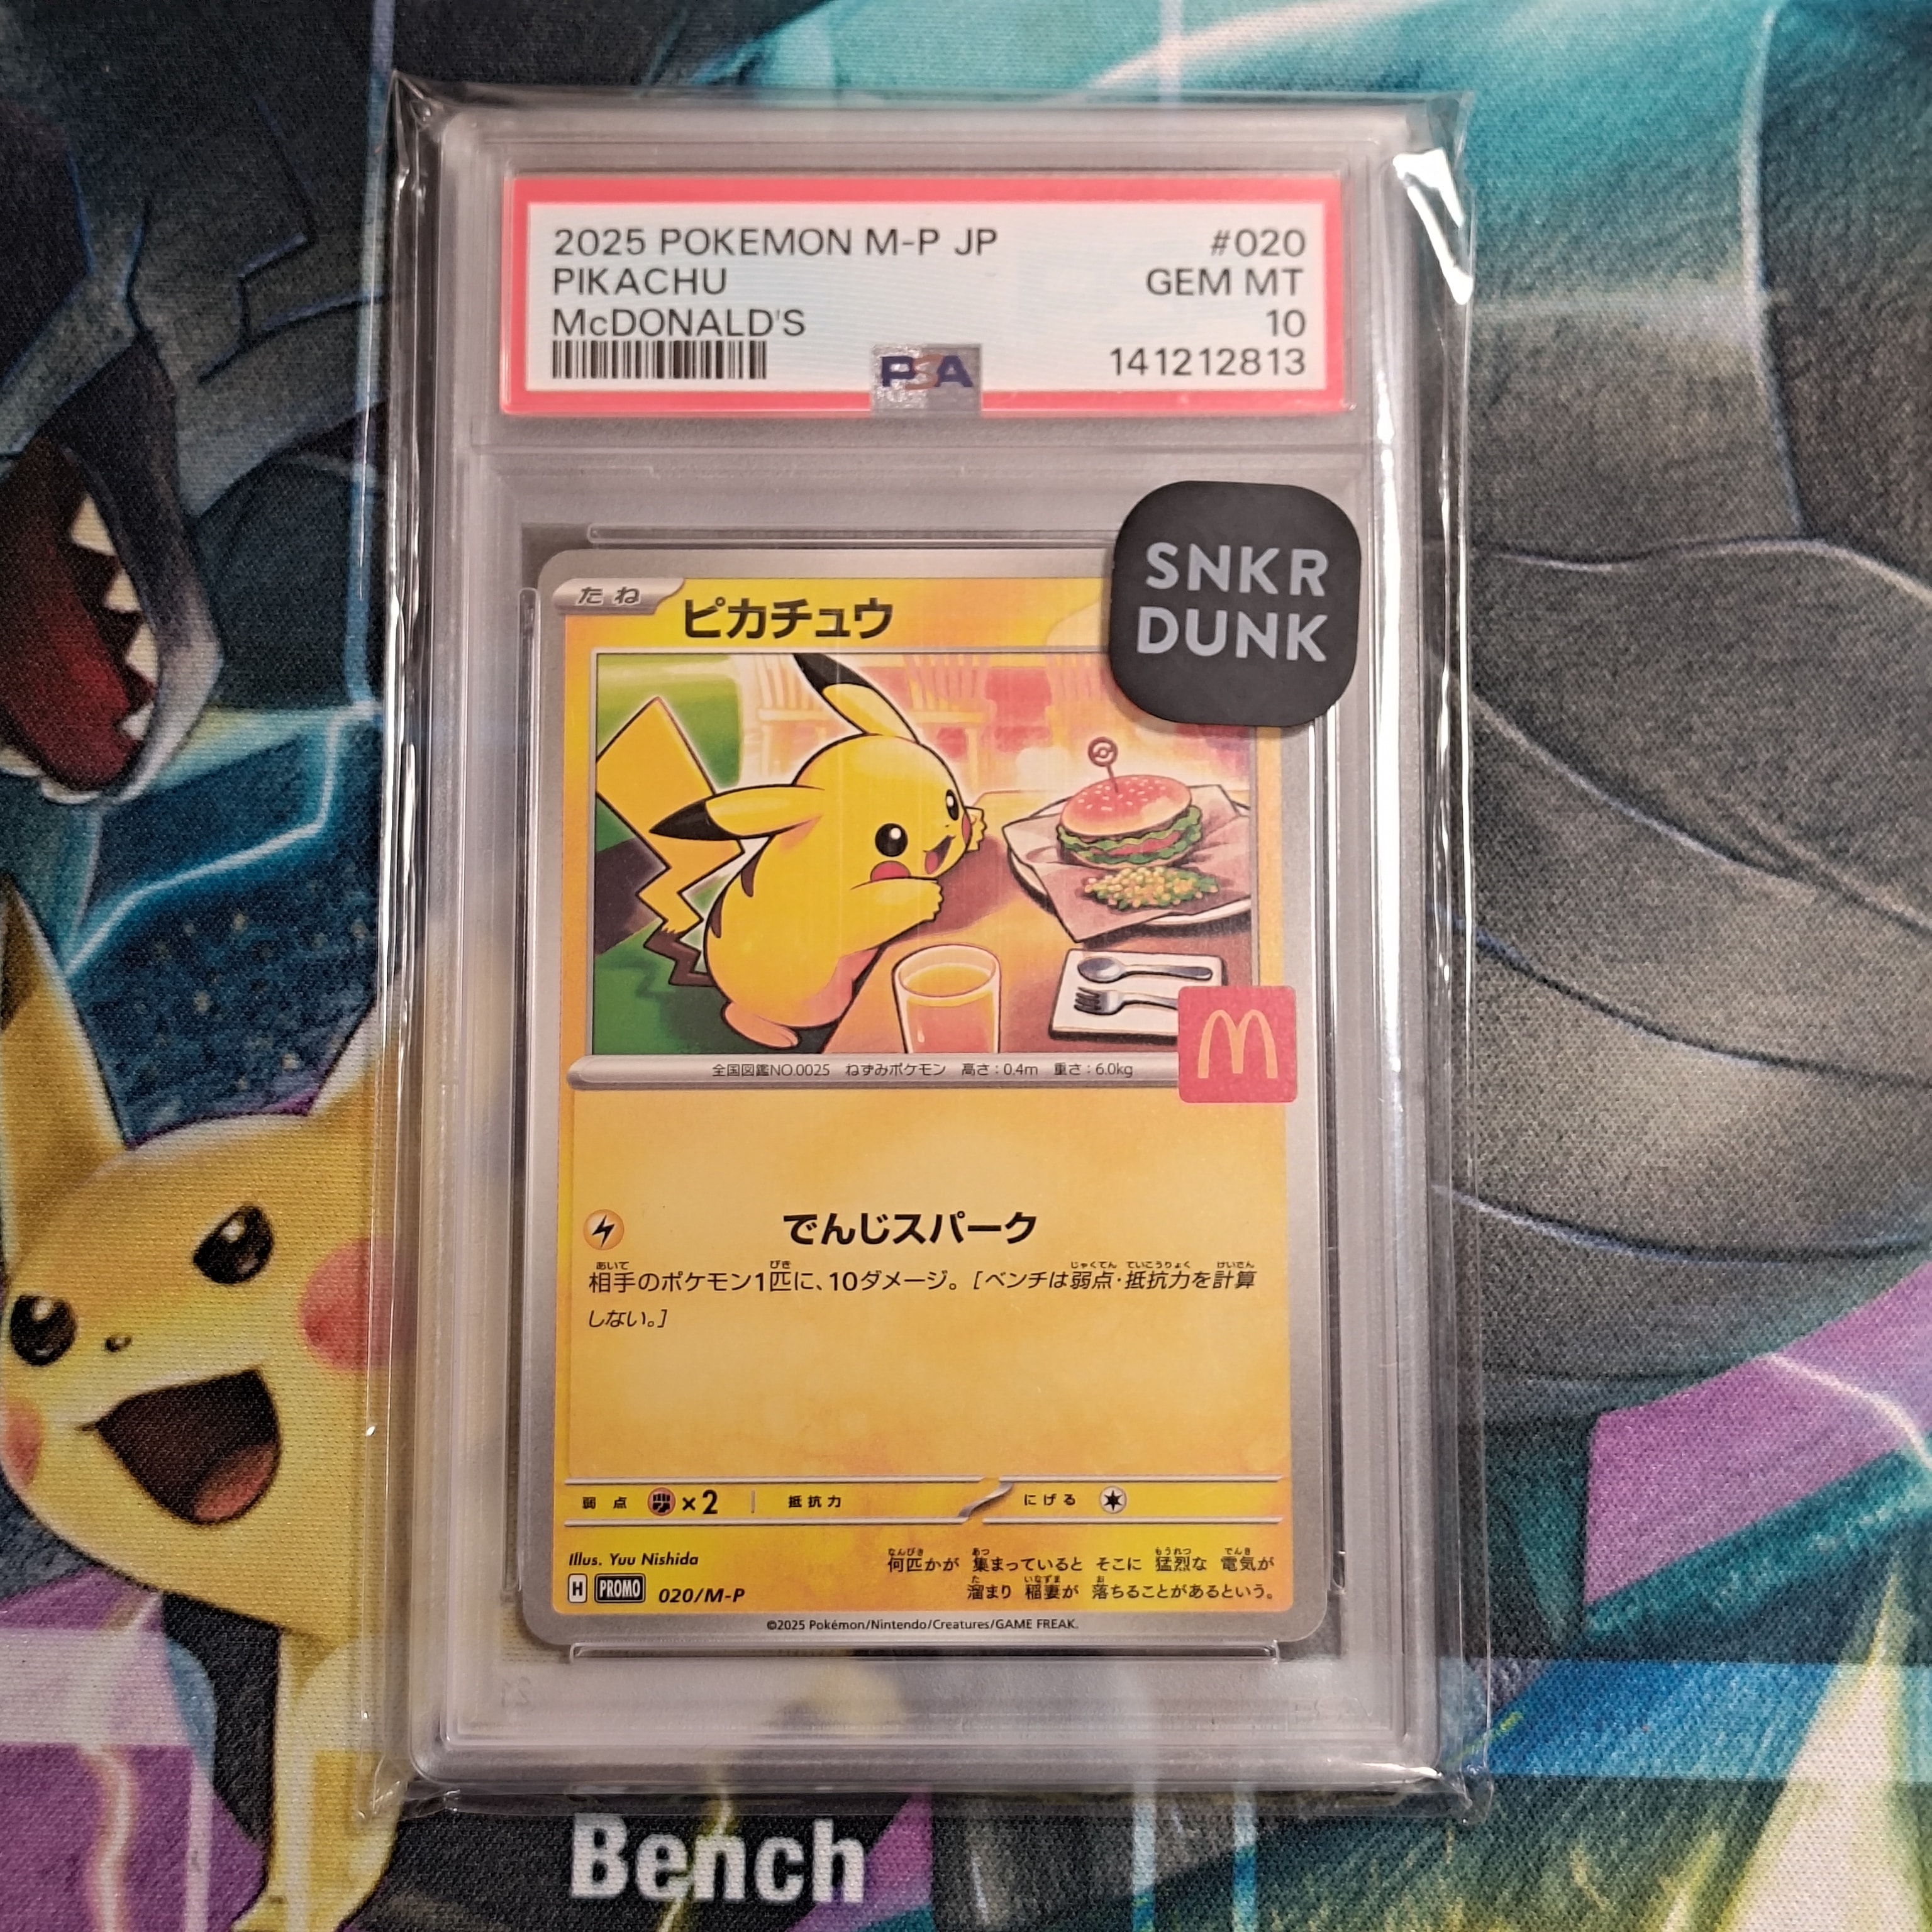 2025 POKEMON M-P JP #020
PIKACHU GEM MT
McDONALD'S 10
PSA 141212813
SNKR
DUNK
たね ピカチュウ
全国図鑑NO.0025 ねずみポケモン 高さ:0.4m 重さ:6.0kg
でんじスパーク
相手のポケモン1匹に、10ダメージ。[ベンチは弱点・抵抗力を計算
しない。]
弱点 ×2 抵抗力 にげる
Illus. Yuu Nishida
何匹かが 集まっていると そこに 猛烈な 電気が
溜まり 稲妻が 落ちることがあるという。
H PROMO 020/M-P
©2025 Pokémon/Nintendo/Creatures/GAME FREAK.
Bench